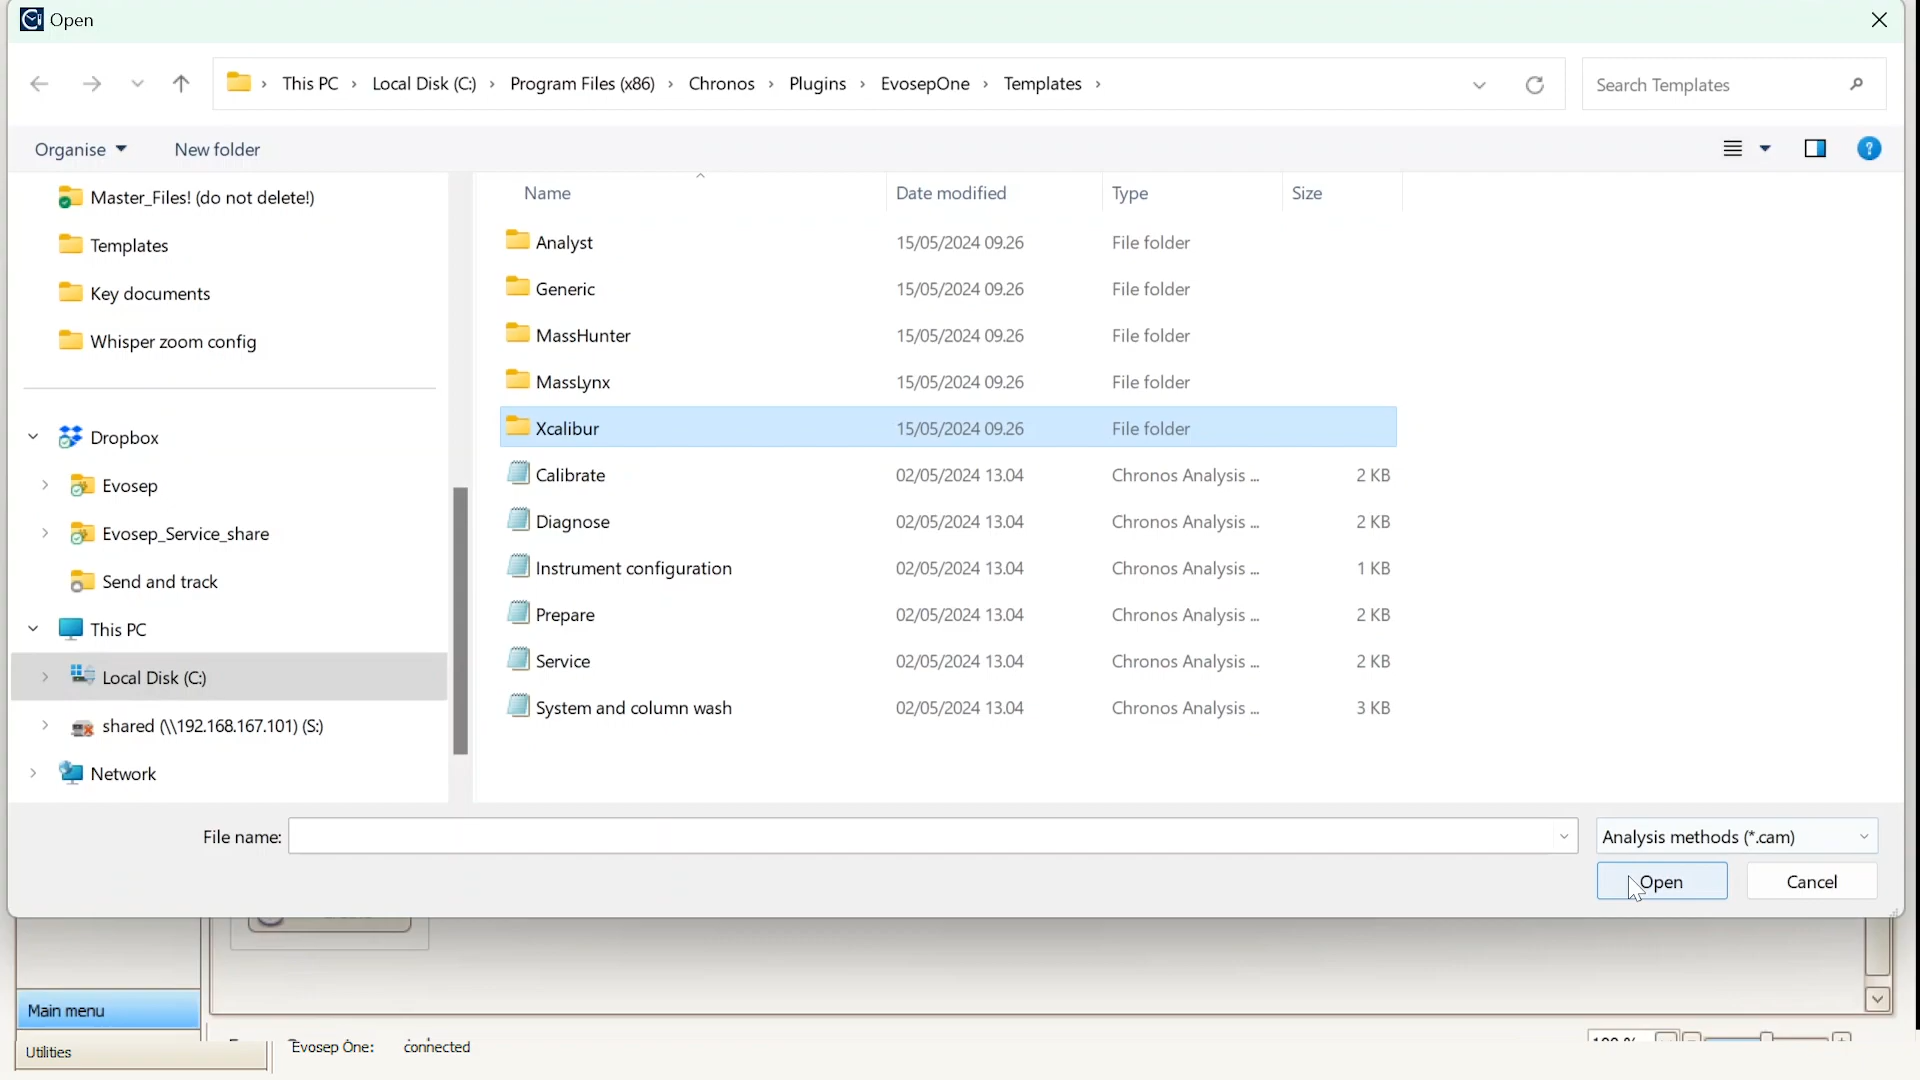 Open
This PC > Local Disk (C:) > Program Files (x86) > Chronos > Plugins > EvosepOne > Templates >
Search Templates
Organise
New folder
Master_Files! (do not delete!)
Templates
Key documents
Whisper zoom config
Dropbox
Evosep
Evosep_Service_share
Send and track
This PC
Local Disk (C:)
shared (\\192.168.167.101) (S:)
Network
Name Date modified Type Size
Analyst 15/05/2024 09.26 File folder
Generic 15/05/2024 09.26 File folder
MassHunter 15/05/2024 09.26 File folder
MassLynx 15/05/2024 09.26 File folder
Xcalibur 15/05/2024 09.26 File folder
Calibrate 02/05/2024 13.04 Chronos Analysis ... 2 KB
Diagnose 02/05/2024 13.04 Chronos Analysis ... 2 KB
Instrument configuration 02/05/2024 13.04 Chronos Analysis ... 1 KB
Prepare 02/05/2024 13.04 Chronos Analysis ... 2 KB
Service 02/05/2024 13.04 Chronos Analysis ... 2 KB
System and column wash 02/05/2024 13.04 Chronos Analysis ... 3 KB
File name:
Analysis methods (*.cam)
Open
Cancel
Main menu
Utilities
Evosep One: connected